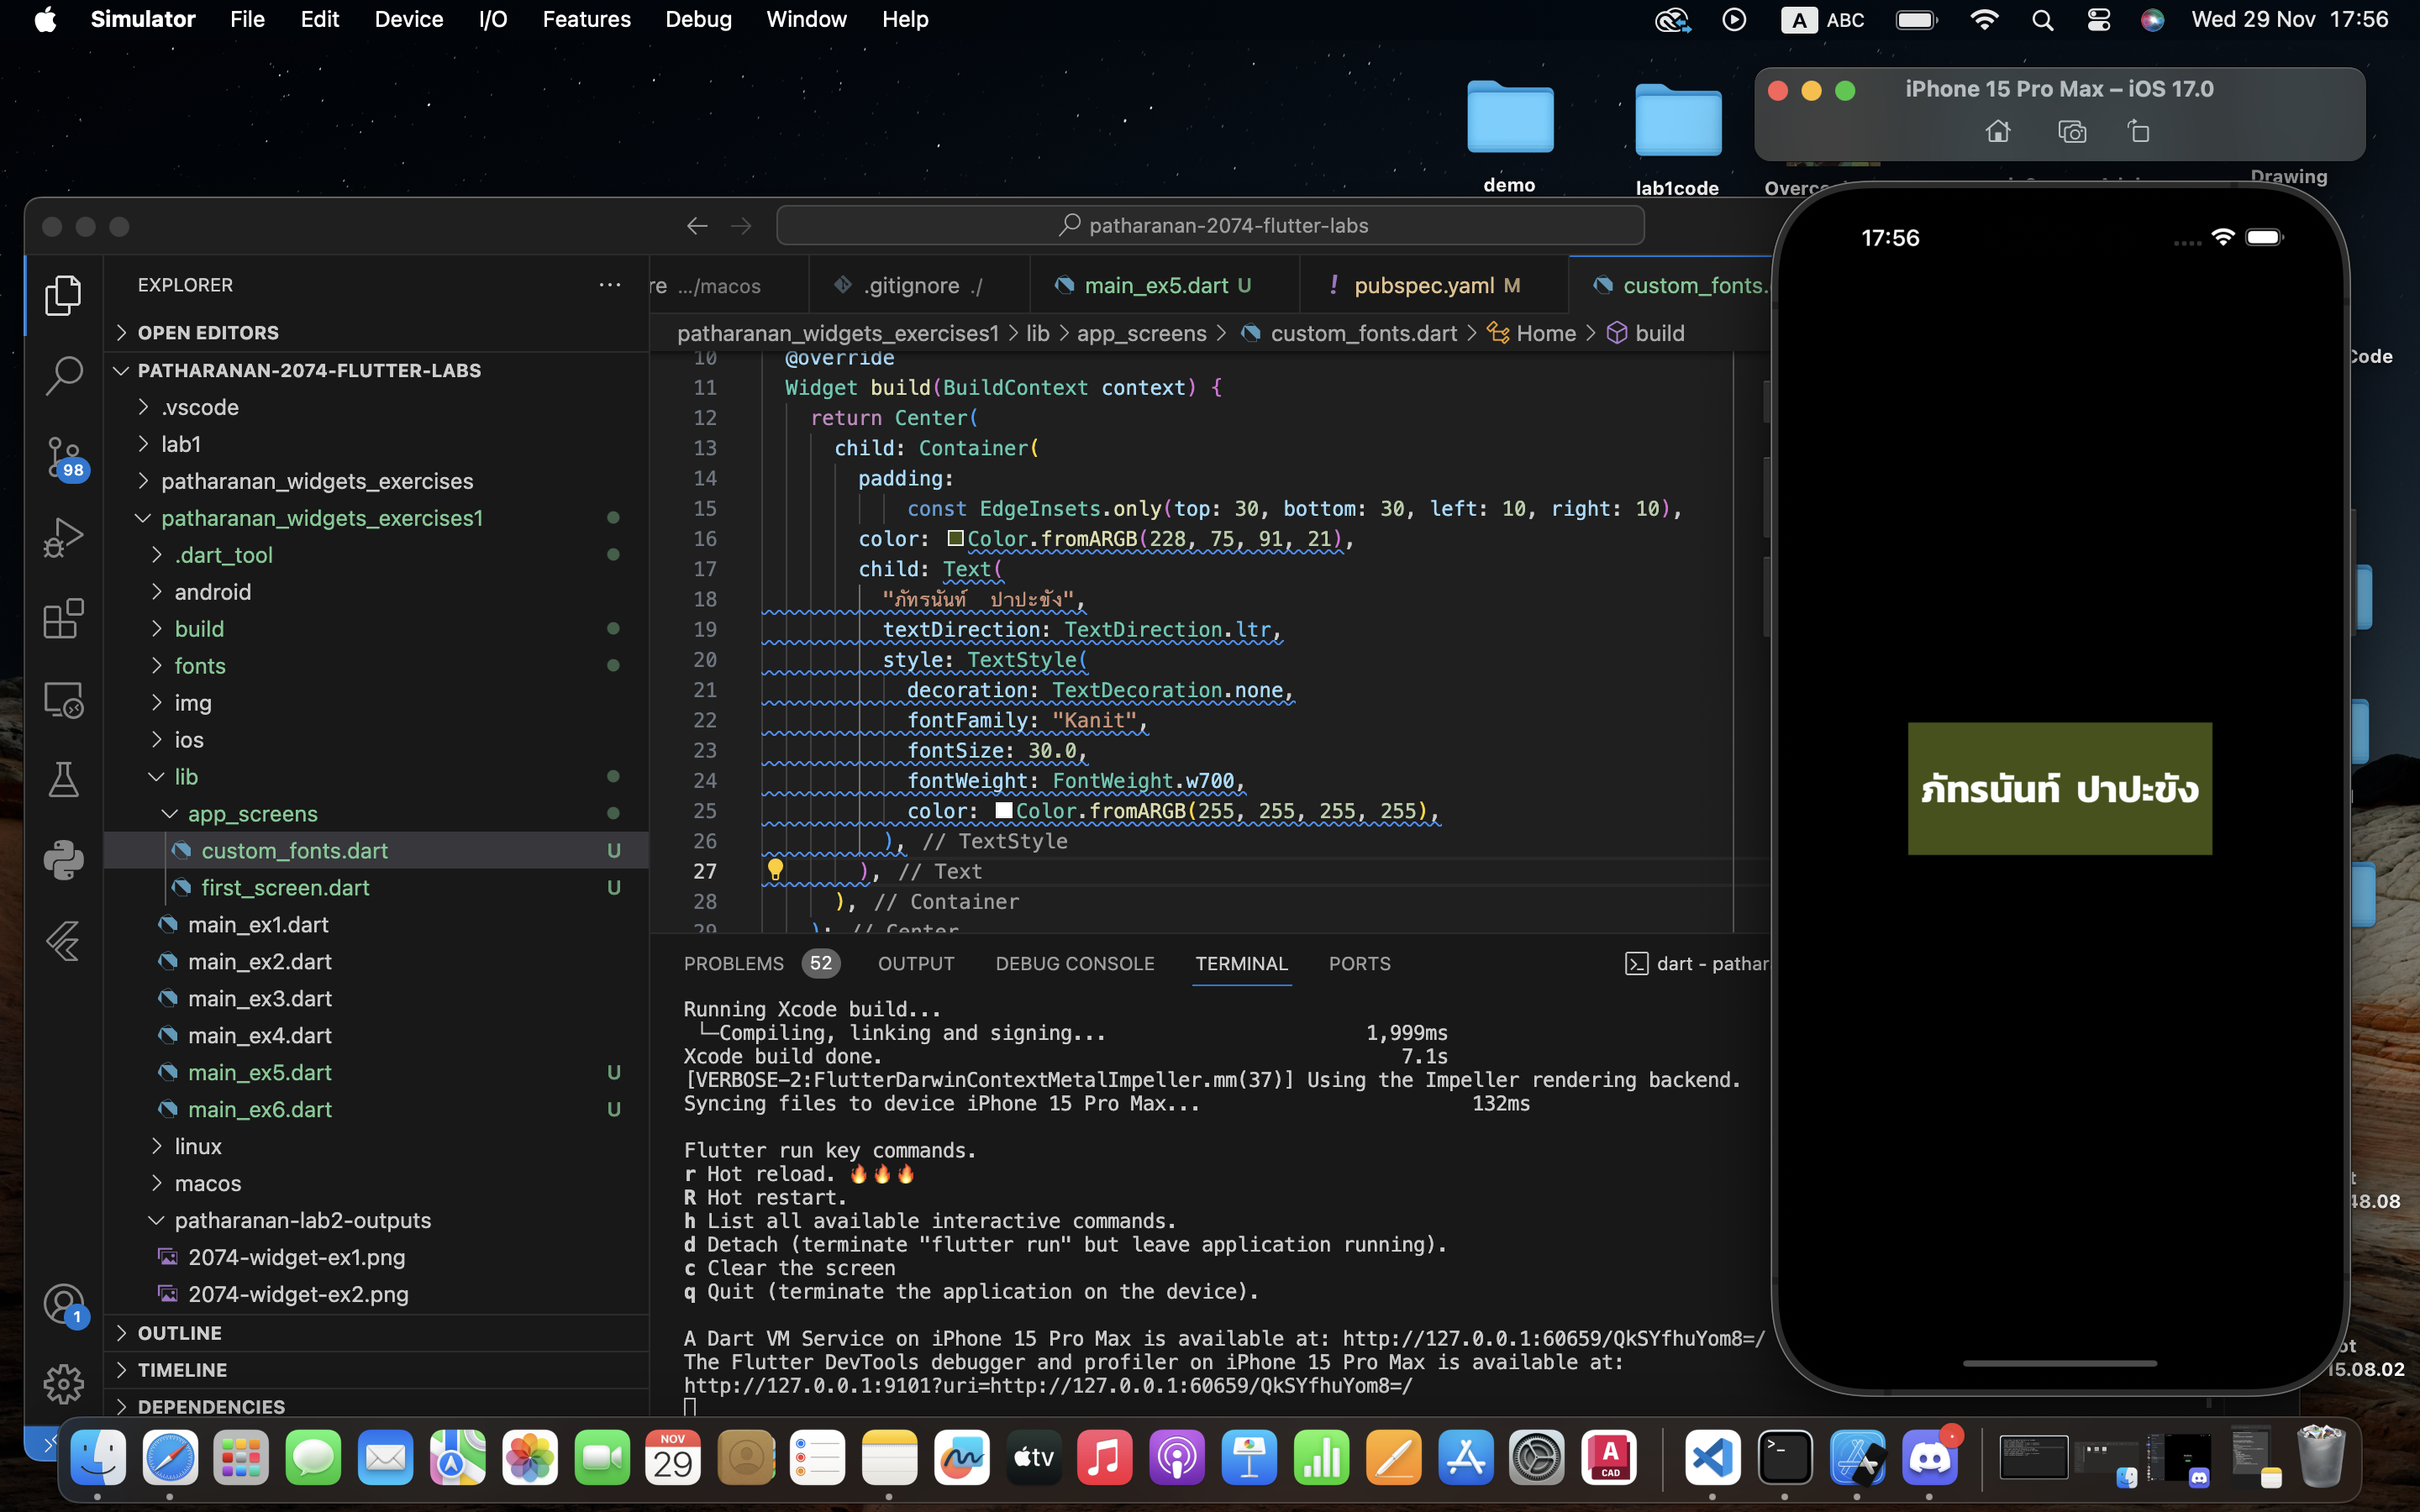 Simulator File Edit Device I/O Features Debug Window Help
A ABC Wed 29 Nov 17:56
demo
lab1code
Drawing
iPhone 15 Pro Max – iOS 17.0
17:56
ภัทรนันท์ ปาปะขัง
patharanan-2074-flutter-labs
EXPLORER
OPEN EDITORS
PATHARANAN-2074-FLUTTER-LABS
.vscode
lab1
patharanan_widgets_exercises
patharanan_widgets_exercises1
.dart_tool
android
build
fonts
img
ios
lib
app_screens
custom_fonts.dart U
first_screen.dart U
main_ex1.dart
main_ex2.dart
main_ex3.dart
main_ex4.dart
main_ex5.dart U
main_ex6.dart U
linux
macos
patharanan-lab2-outputs
2074-widget-ex1.png
2074-widget-ex2.png
OUTLINE
TIMELINE
DEPENDENCIES
98
1
re .../macos .gitignore ./ main_ex5.dart U ! pubspec.yaml M custom_fonts.
patharanan_widgets_exercises1 > lib > app_screens > custom_fonts.dart > Home > build
10 @override
11 Widget build(BuildContext context) {
12 return Center(
13 child: Container(
14 padding:
15 const EdgeInsets.only(top: 30, bottom: 30, left: 10, right: 10),
16 color: Color.fromARGB(228, 75, 91, 21),
17 child: Text(
18 "ภัทรนันท์  ปาปะขัง",
19 textDirection: TextDirection.ltr,
20 style: TextStyle(
21 decoration: TextDecoration.none,
22 fontFamily: "Kanit",
23 fontSize: 30.0,
24 fontWeight: FontWeight.w700,
25 color: Color.fromARGB(255, 255, 255, 255),
26 ), // TextStyle
27 ), // Text
28 ), // Container
29 ); // Center
PROBLEMS 52 OUTPUT DEBUG CONSOLE TERMINAL PORTS dart - pathar
Running Xcode build...
└─Compiling, linking and signing... 1,999ms
Xcode build done. 7.1s
[VERBOSE-2:FlutterDarwinContextMetalImpeller.mm(37)] Using the Impeller rendering backend.
Syncing files to device iPhone 15 Pro Max... 132ms
Flutter run key commands.
r Hot reload. 🔥🔥🔥
R Hot restart.
h List all available interactive commands.
d Detach (terminate "flutter run" but leave application running).
c Clear the screen
q Quit (terminate the application on the device).
A Dart VM Service on iPhone 15 Pro Max is available at: http://127.0.0.1:60659/QkSYfhuYom8=/
The Flutter DevTools debugger and profiler on iPhone 15 Pro Max is available at:
http://127.0.0.1:9101?uri=http://127.0.0.1:60659/QkSYfhuYom8=/
Code
48.08
15.08.02
NOV
29
tv
A
CAD